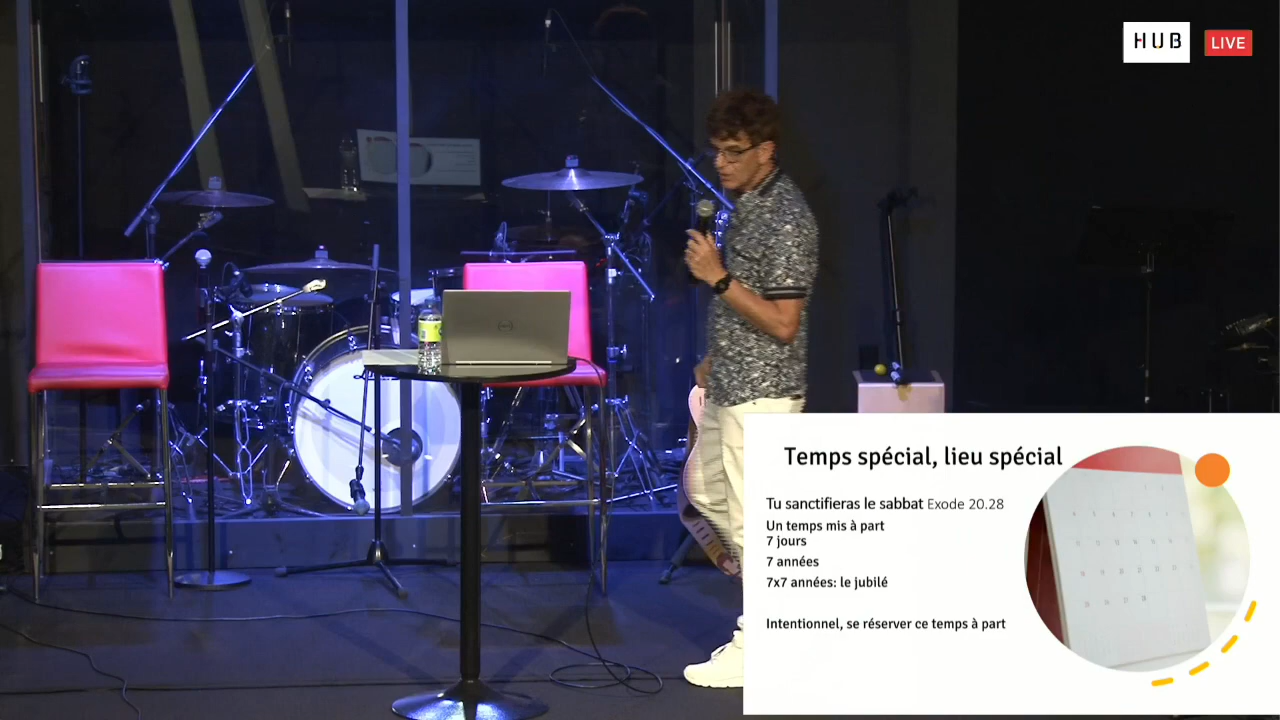 HUB
LIVE
Temps spécial, lieu spécial
Tu sanctifieras le sabbat Exode 20.28
Un temps mis à part
7 jours
7 années
7x7 années: le jubilé
Intentionnel, se réserver ce temps à part